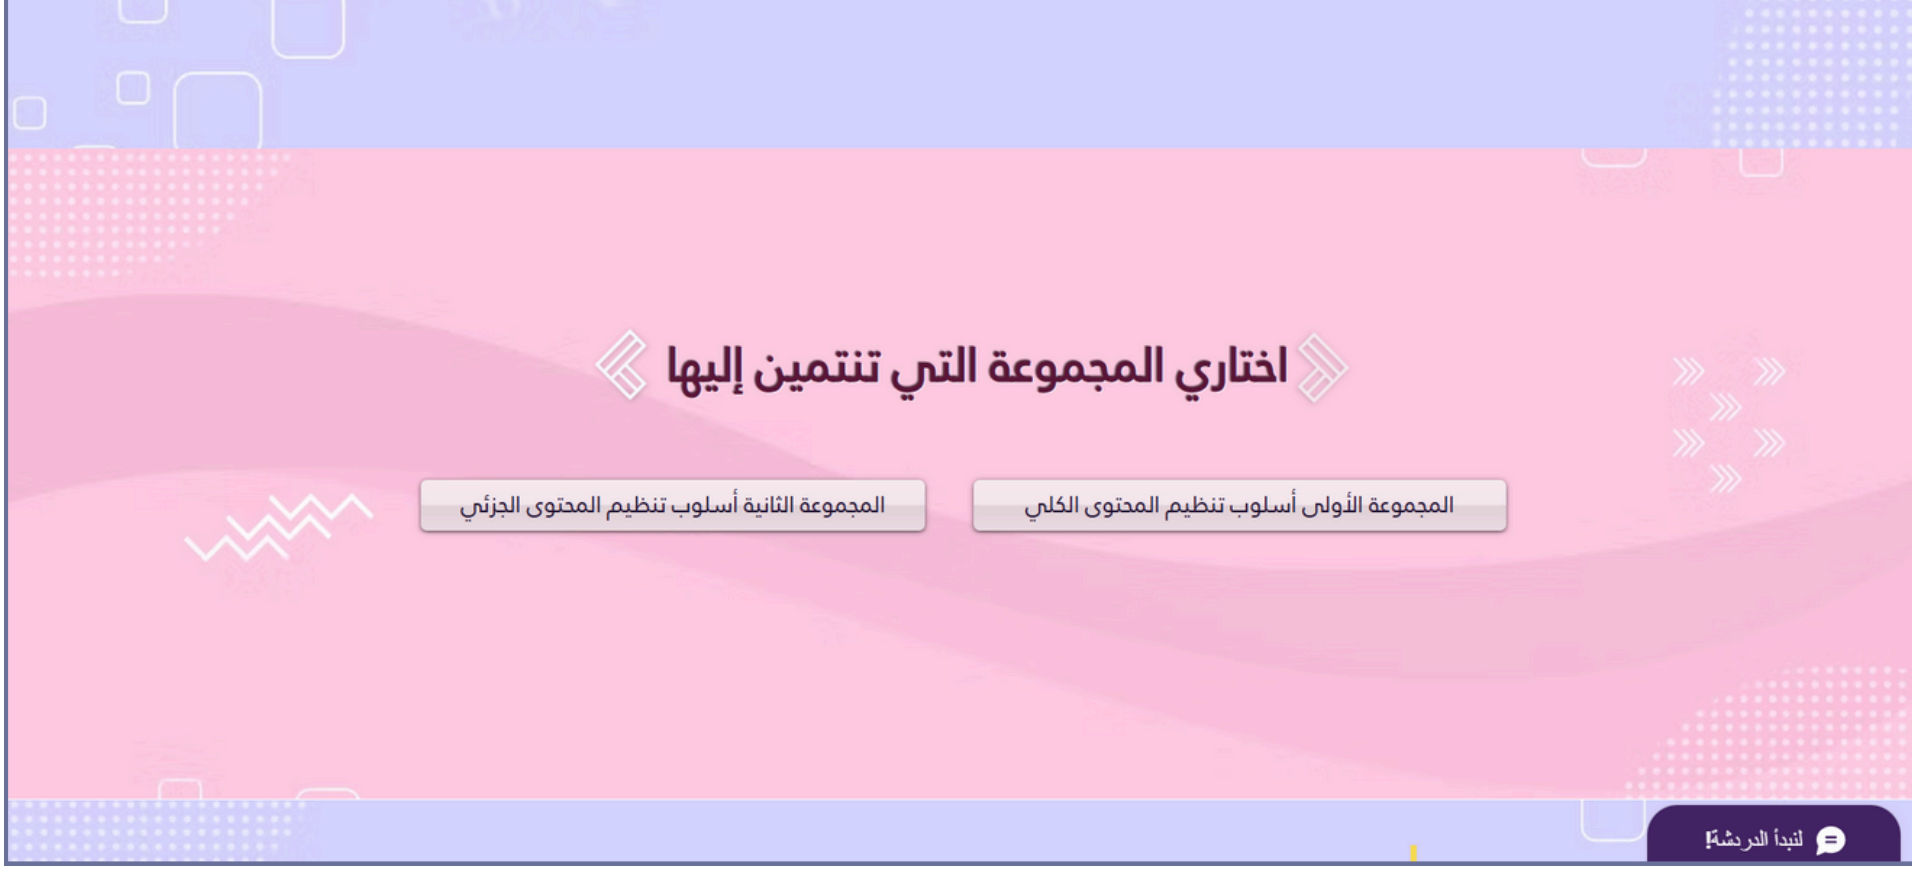 اختاري المجموعة التي تنتمين إليها
المجموعة الأولى أسلوب تنظيم المحتوى الكلي
المجموعة الثانية أسلوب تنظيم المحتوى الجزئي
لنبدأ الدردشة!